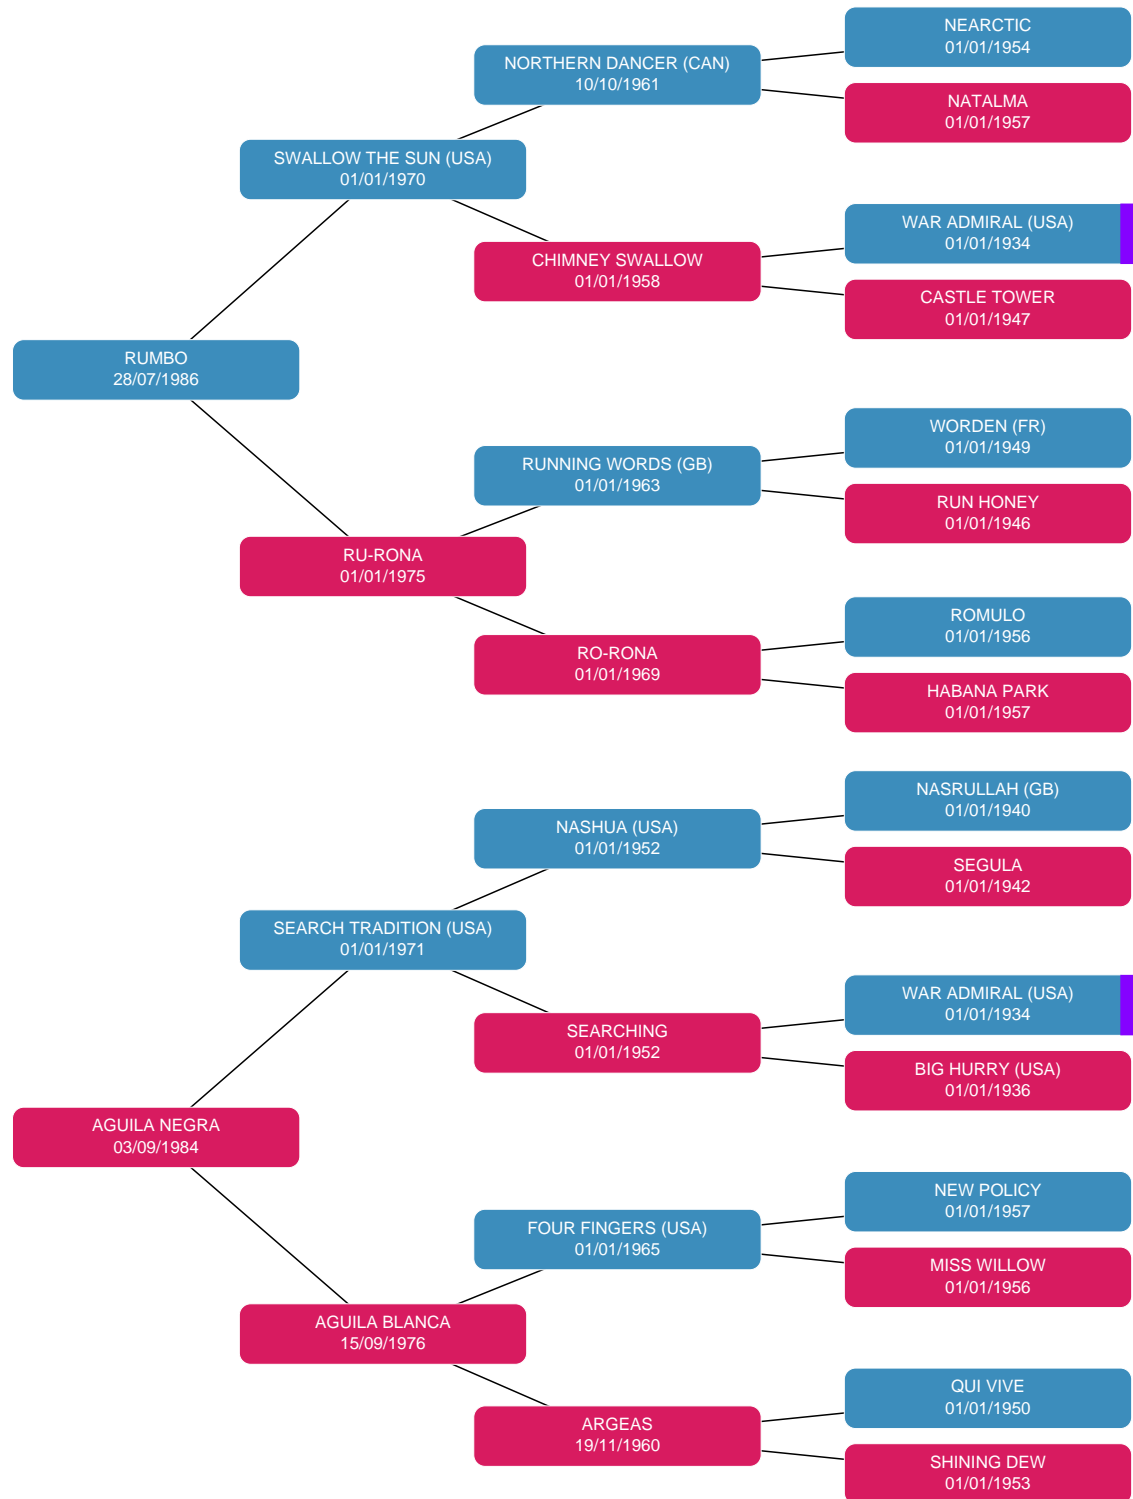 NEARCTIC
01/01/1954
NORTHERN DANCER (CAN)
10/10/1961
NATALMA
01/01/1957
SWALLOW THE SUN (USA)
01/01/1970
WAR ADMIRAL (USA)
01/01/1934
CHIMNEY SWALLOW
01/01/1958
CASTLE TOWER
01/01/1947
RUMBO
28/07/1986
WORDEN (FR)
01/01/1949
RUNNING WORDS (GB)
01/01/1963
RUN HONEY
01/01/1946
RU-RONA
01/01/1975
ROMULO
01/01/1956
RO-RONA
01/01/1969
HABANA PARK
01/01/1957
NASRULLAH (GB)
01/01/1940
NASHUA (USA)
01/01/1952
SEGULA
01/01/1942
SEARCH TRADITION (USA)
01/01/1971
WAR ADMIRAL (USA)
01/01/1934
SEARCHING
01/01/1952
BIG HURRY (USA)
01/01/1936
AGUILA NEGRA
03/09/1984
NEW POLICY
01/01/1957
FOUR FINGERS (USA)
01/01/1965
MISS WILLOW
01/01/1956
AGUILA BLANCA
15/09/1976
QUI VIVE
01/01/1950
ARGEAS
19/11/1960
SHINING DEW
01/01/1953